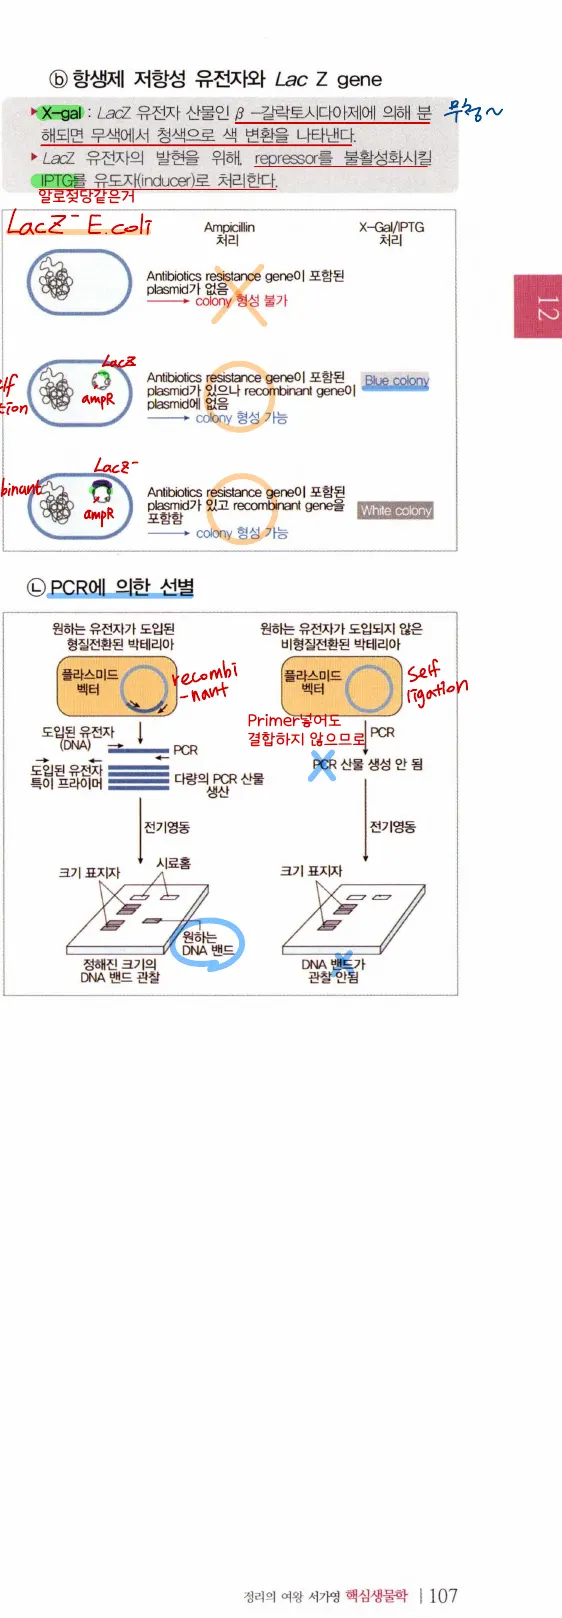 ⓑ 항생제 저항성 유전자와 Lac Z gene
▶ X-gal : LacZ 유전자 산물인 β-갈락토시다아제에 의해 분
해되면 무색에서 청색으로 색 변환을 나타낸다.
무청~
▶ LacZ 유전자의 발현을 위해, repressor를 불활성화시킬
IPTG를 유도자(inducer)로 처리한다.
알로젖당같은거
LacZ⁻ E.coli
Ampicillin
처리
X-Gal/IPTG
처리
Antibiotics resistance gene이 포함된
plasmid가 없음
→ colony 형성 불가
12
LacZ
ampR
Antibiotics resistance gene이 포함된
plasmid가 있으나 recombinant gene이
plasmid에 없음
→ colony 형성 가능
Blue colony
LacZ⁻
ampR
Antibiotics resistance gene이 포함된
plasmid가 있고 recombinant gene을
포함함
→ colony 형성 가능
White colony
㉡ PCR에 의한 선별
원하는 유전자가 도입된
형질전환된 박테리아
플라스미드
벡터
recombi
-nant
도입된 유전자
(DNA)
PCR
도입된 유전자
특이 프라이머
다량의 PCR 산물
생산
전기영동
크기 표지자
시료홈
원하는
DNA 밴드
정해진 크기의
DNA 밴드 관찰
원하는 유전자가 도입되지 않은
비형질전환된 박테리아
플라스미드
벡터
Self
ligation
Primer넣어도
결합하지 않으므로
PCR
PCR 산물 생성 안 됨
전기영동
크기 표지자
DNA 밴드가
관찰 안됨
정리의 여왕 서가영 핵심생물학 | 107